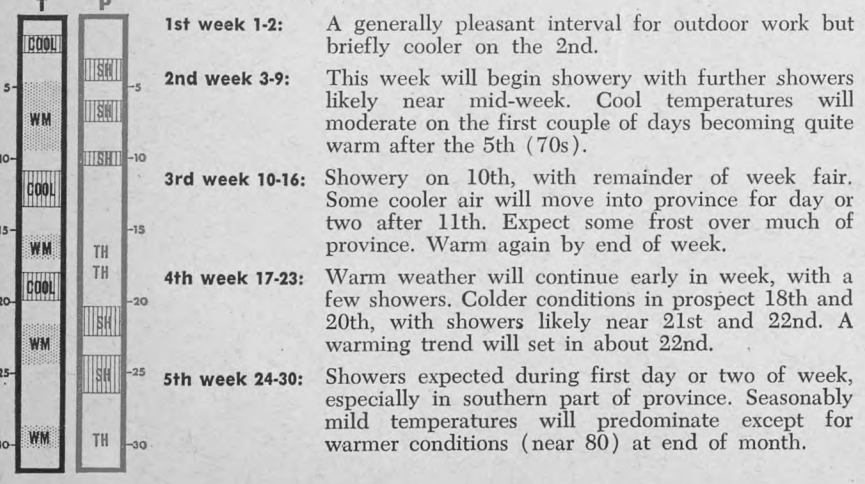 T P
COOL
SH
5 5
SH
WM
10 SH 10
COOL
15 15
WM TH
TH
COOL
20 20
SH
WM
25 SH 25
WM TH
30 30
1st week 1-2: A generally pleasant interval for outdoor work but
briefly cooler on the 2nd.
2nd week 3-9: This week will begin showery with further showers
likely near mid-week. Cool temperatures will
moderate on the first couple of days becoming quite
warm after the 5th (70s).
3rd week 10-16: Showery on 10th, with remainder of week fair.
Some cooler air will move into province for day or
two after 11th. Expect some frost over much of
province. Warm again by end of week.
4th week 17-23: Warm weather will continue early in week, with a
few showers. Colder conditions in prospect 18th and
20th, with showers likely near 21st and 22nd. A
warming trend will set in about 22nd.
5th week 24-30: Showers expected during first day or two of week,
especially in southern part of province. Seasonably
mild temperatures will predominate except for
warmer conditions (near 80) at end of month.